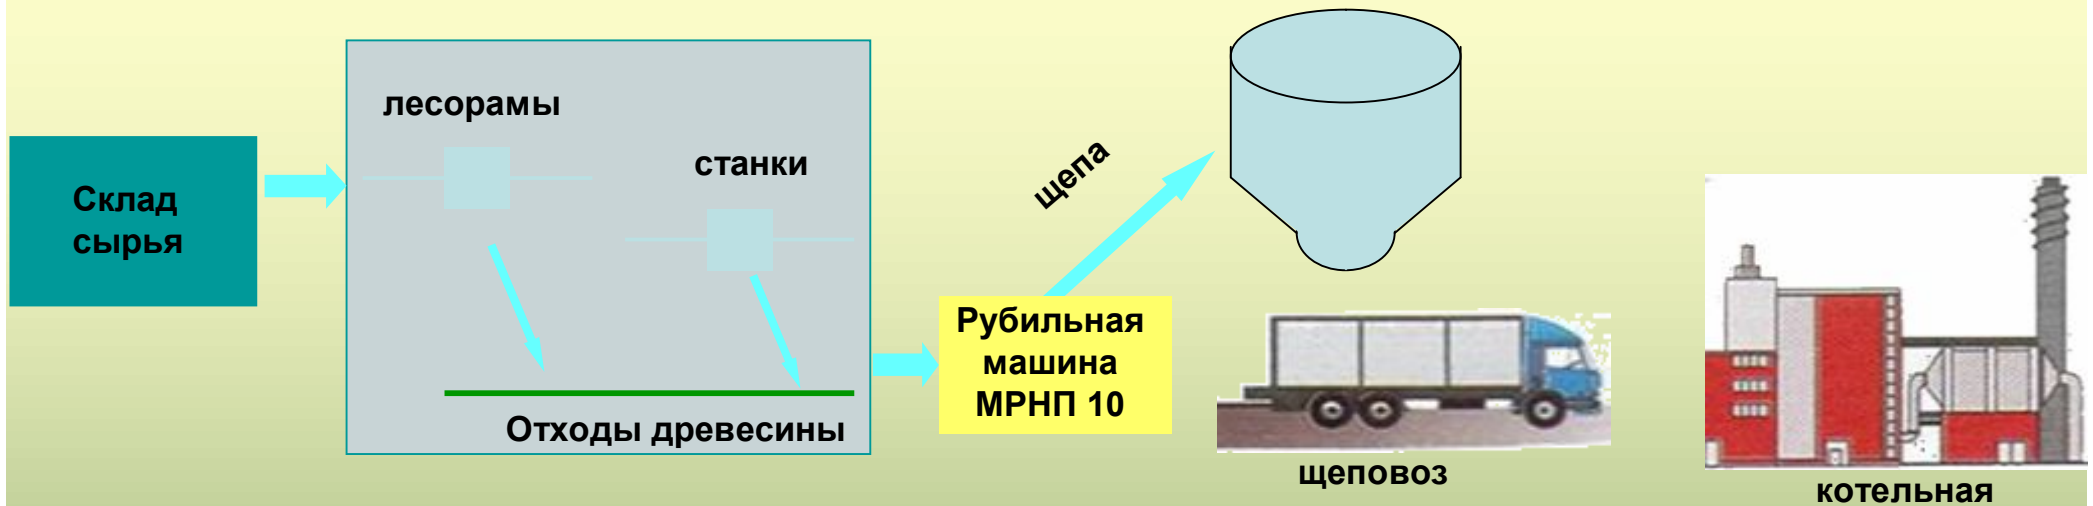 Склад
сырья
лесорамы
станки
Отходы древесины
Рубильная
машина
МРНП 10
щепа
щеповоз
котельная